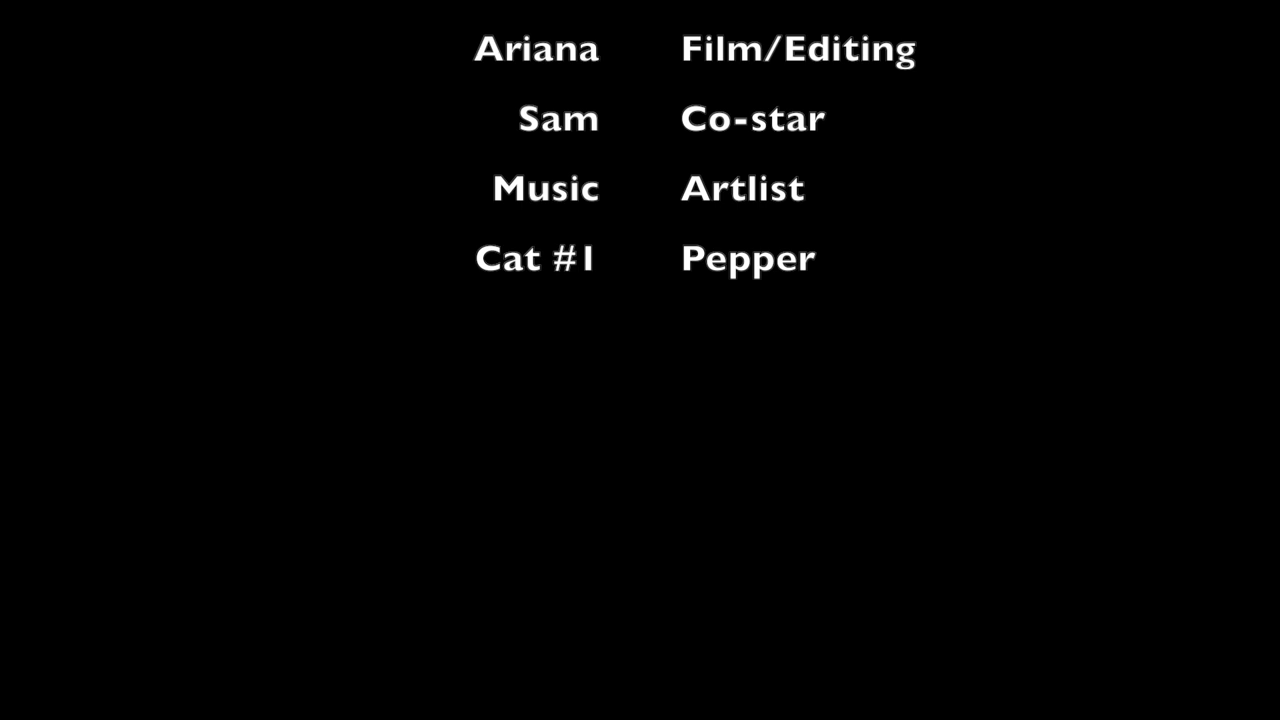 Ariana Film/Editing
Sam Co-star
Music Artlist
Cat #1 Pepper